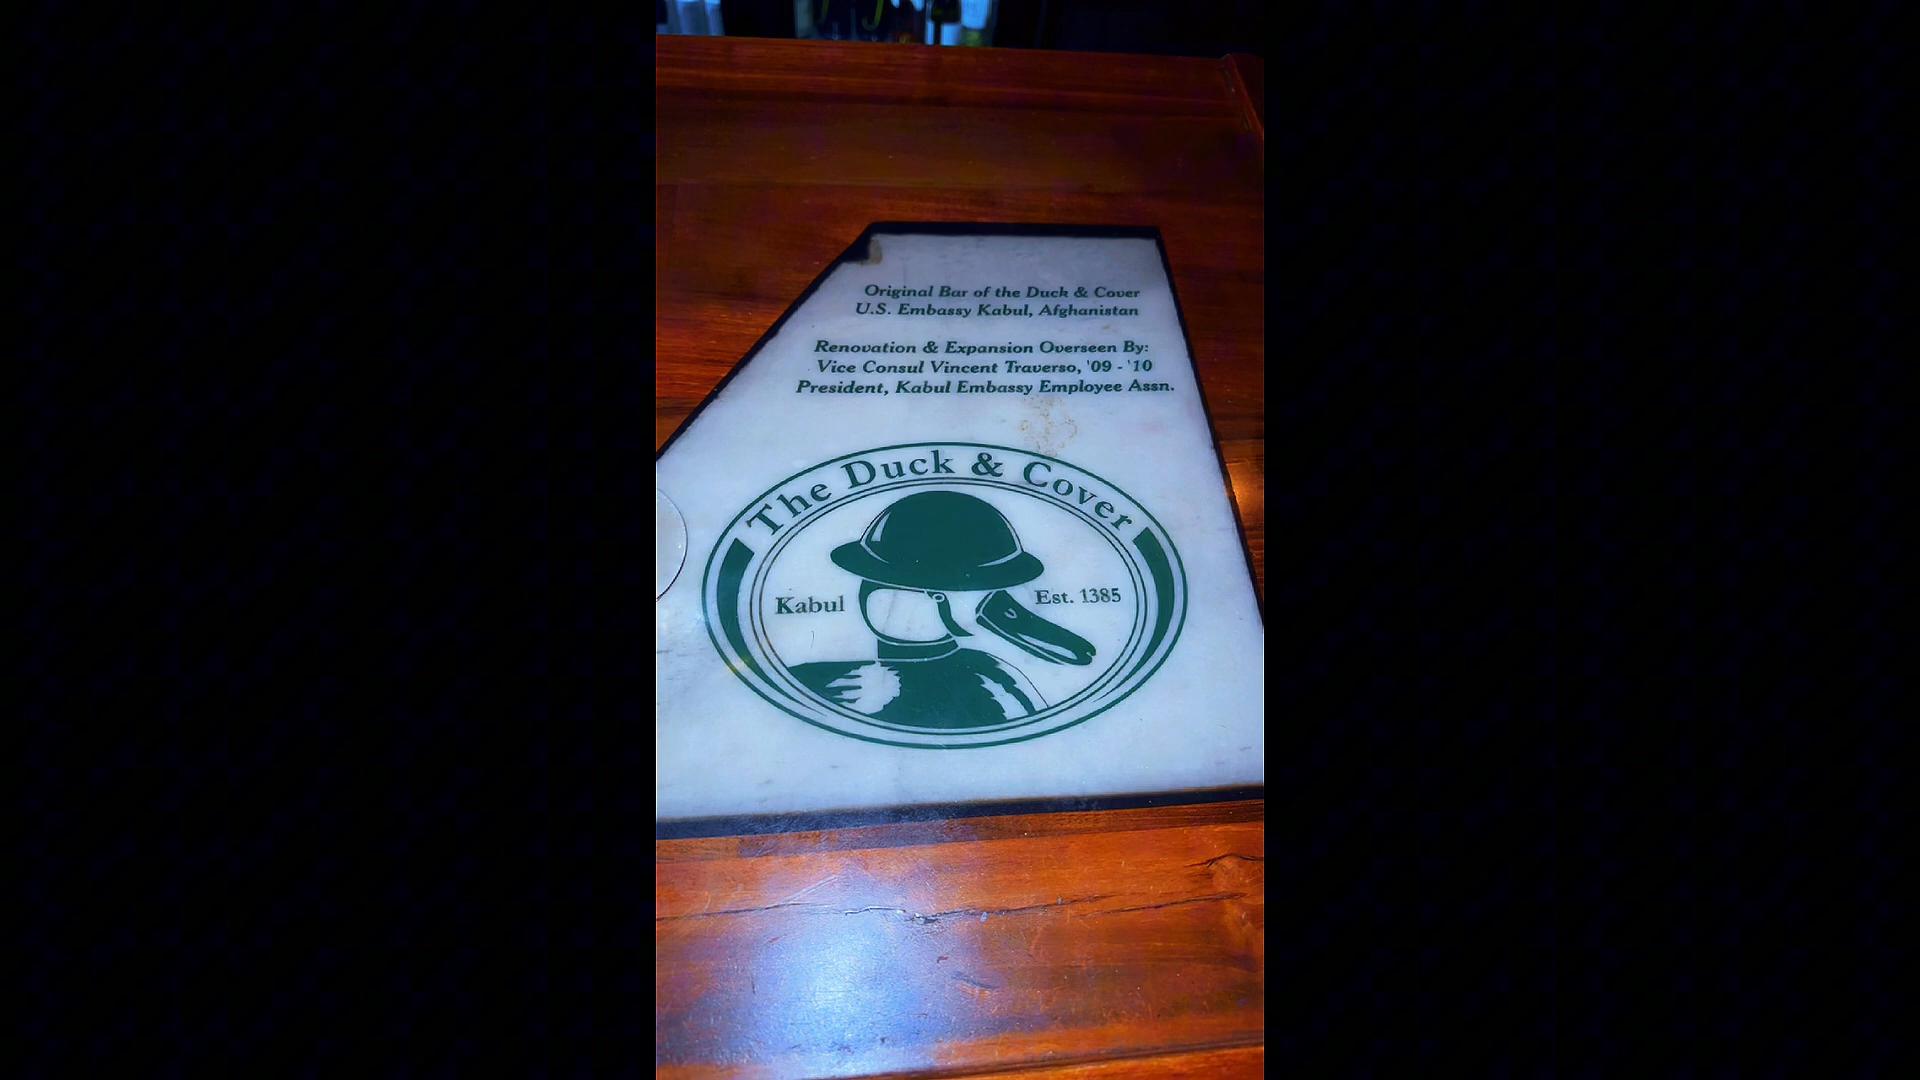 Original Bar of the Duck & Cover
U.S. Embassy Kabul, Afghanistan
Renovation & Expansion Overseen By:
Vice Consul Vincent Traverso, '09 - '10
President, Kabul Embassy Employee Assn.
The Duck & Cover
Kabul
Est. 1385